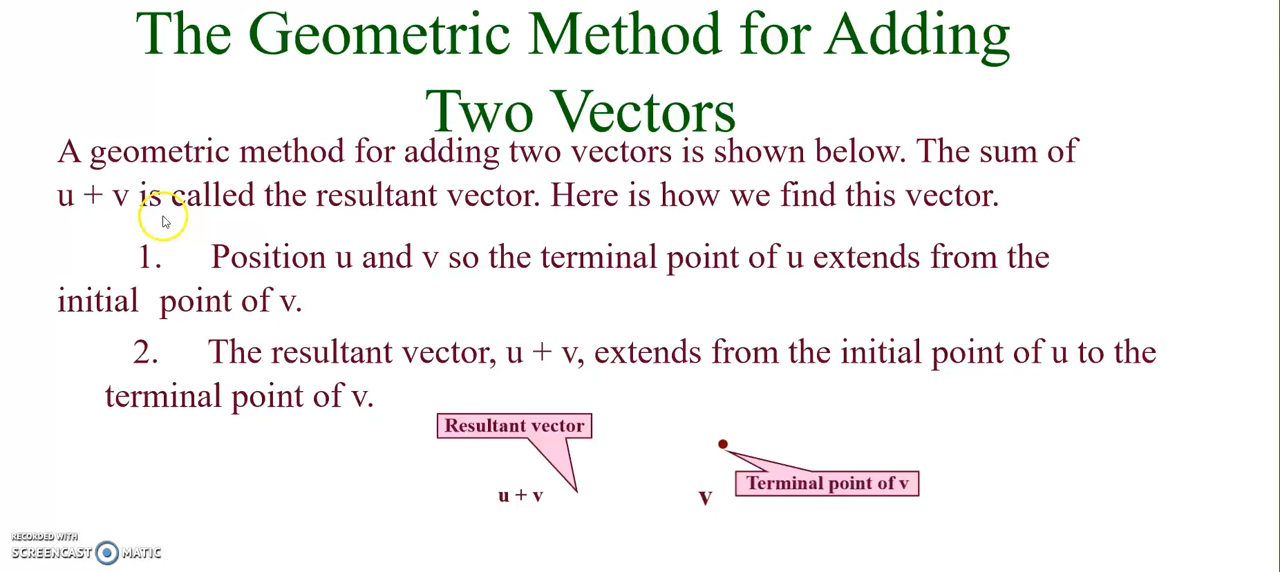 The Geometric Method for Adding
Two Vectors
A geometric method for adding two vectors is shown below. The sum of
u + v is called the resultant vector. Here is how we find this vector.
1. Position u and v so the terminal point of u extends from the
initial point of v.
2. The resultant vector, u + v, extends from the initial point of u to the
terminal point of v.
Resultant vector
Terminal point of v
u + v
v
RECORDED WITH
SCREENCAST MATIC